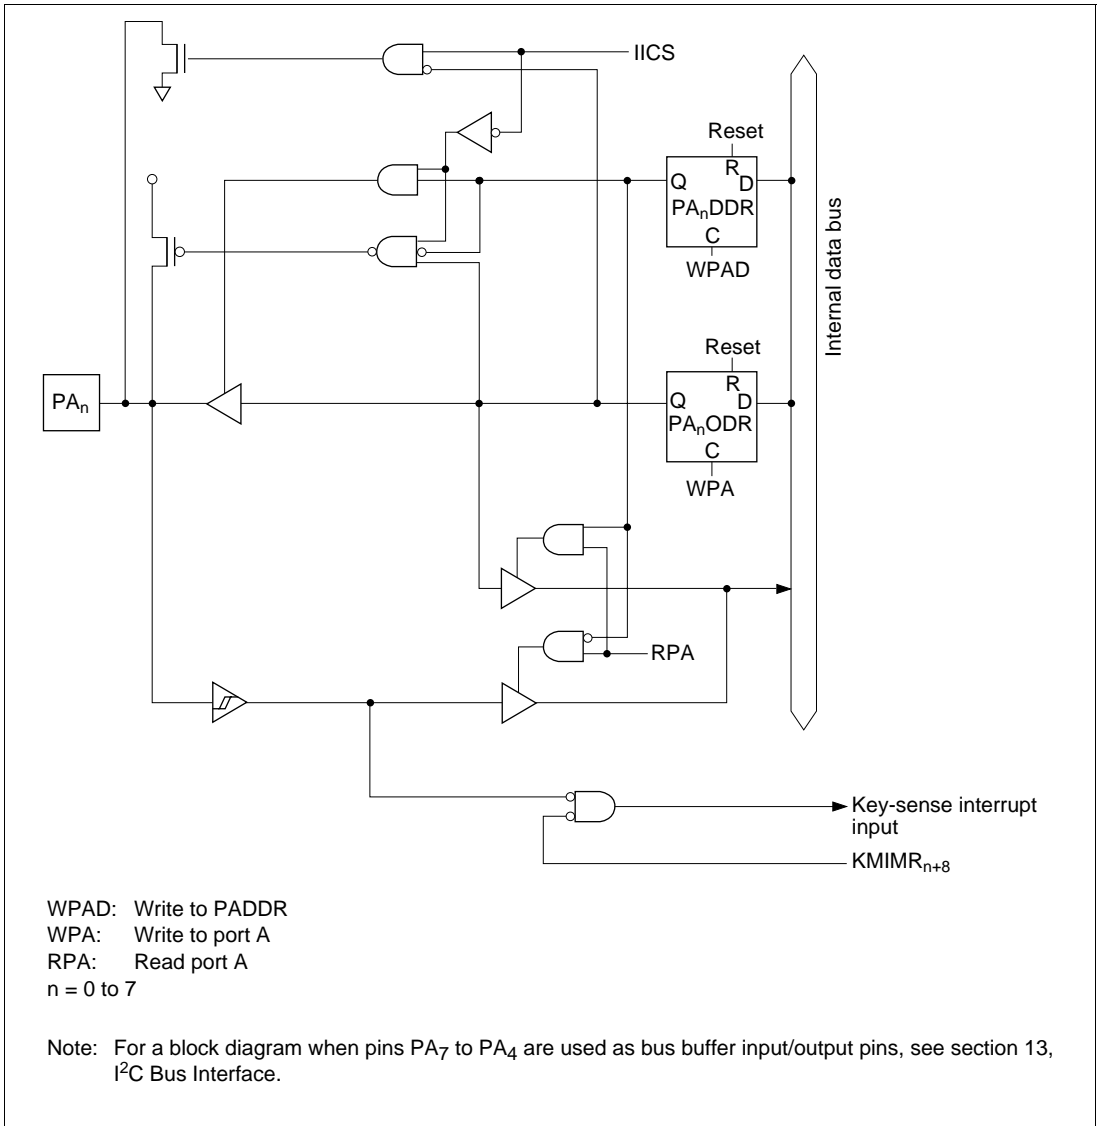 IICS
Reset
R
Q
D
PAnDDR
C
WPAD
Internal data bus
Reset
R
PAn
Q
D
PAnODR
C
WPA
RPA
Key-sense interrupt
input
KMIMRn+8
WPAD: Write to PADDR
WPA: Write to port A
RPA: Read port A
n = 0 to 7
Note: For a block diagram when pins PA7 to PA4 are used as bus buffer input/output pins, see section 13,
I2C Bus Interface.